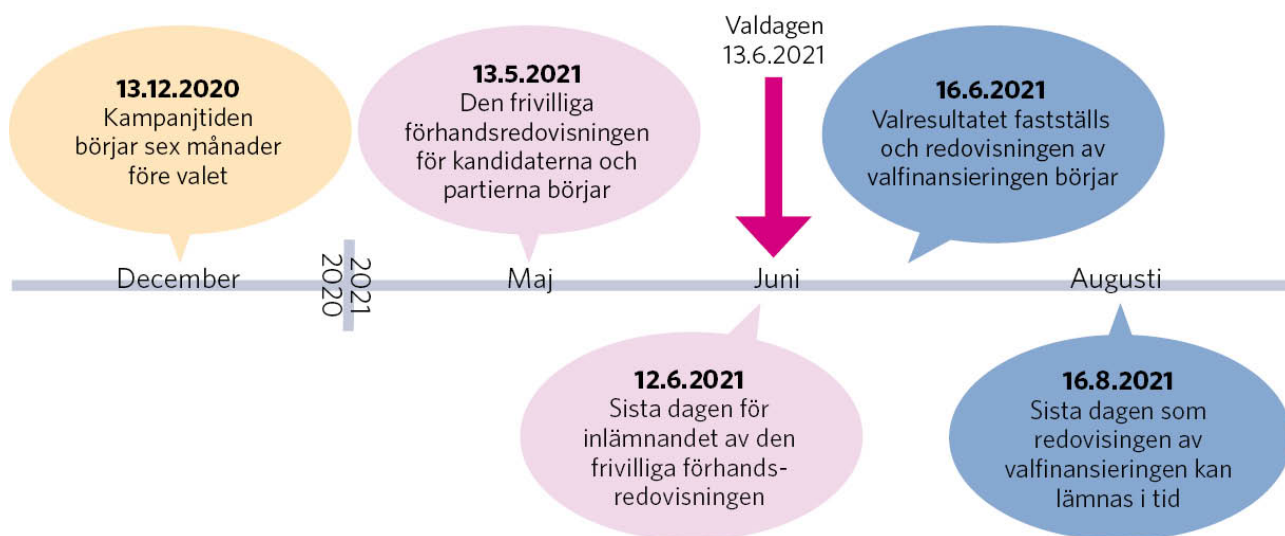 13.12.2020
Kampanjtiden
börjar sex månader
före valet
13.5.2021
Den frivilliga
förhandsredovisningen
för kandidaterna och
partierna börjar
Valdagen
13.6.2021
16.6.2021
Valresultatet fastställs
och redovisningen av
valfinansieringen börjar
December
2020
2021
Maj
Juni
Augusti
12.6.2021
Sista dagen för
inlämnandet av den
frivilliga förhands-
redovisningen
16.8.2021
Sista dagen som
redovisingen av
valfinansieringen kan
lämnas i tid